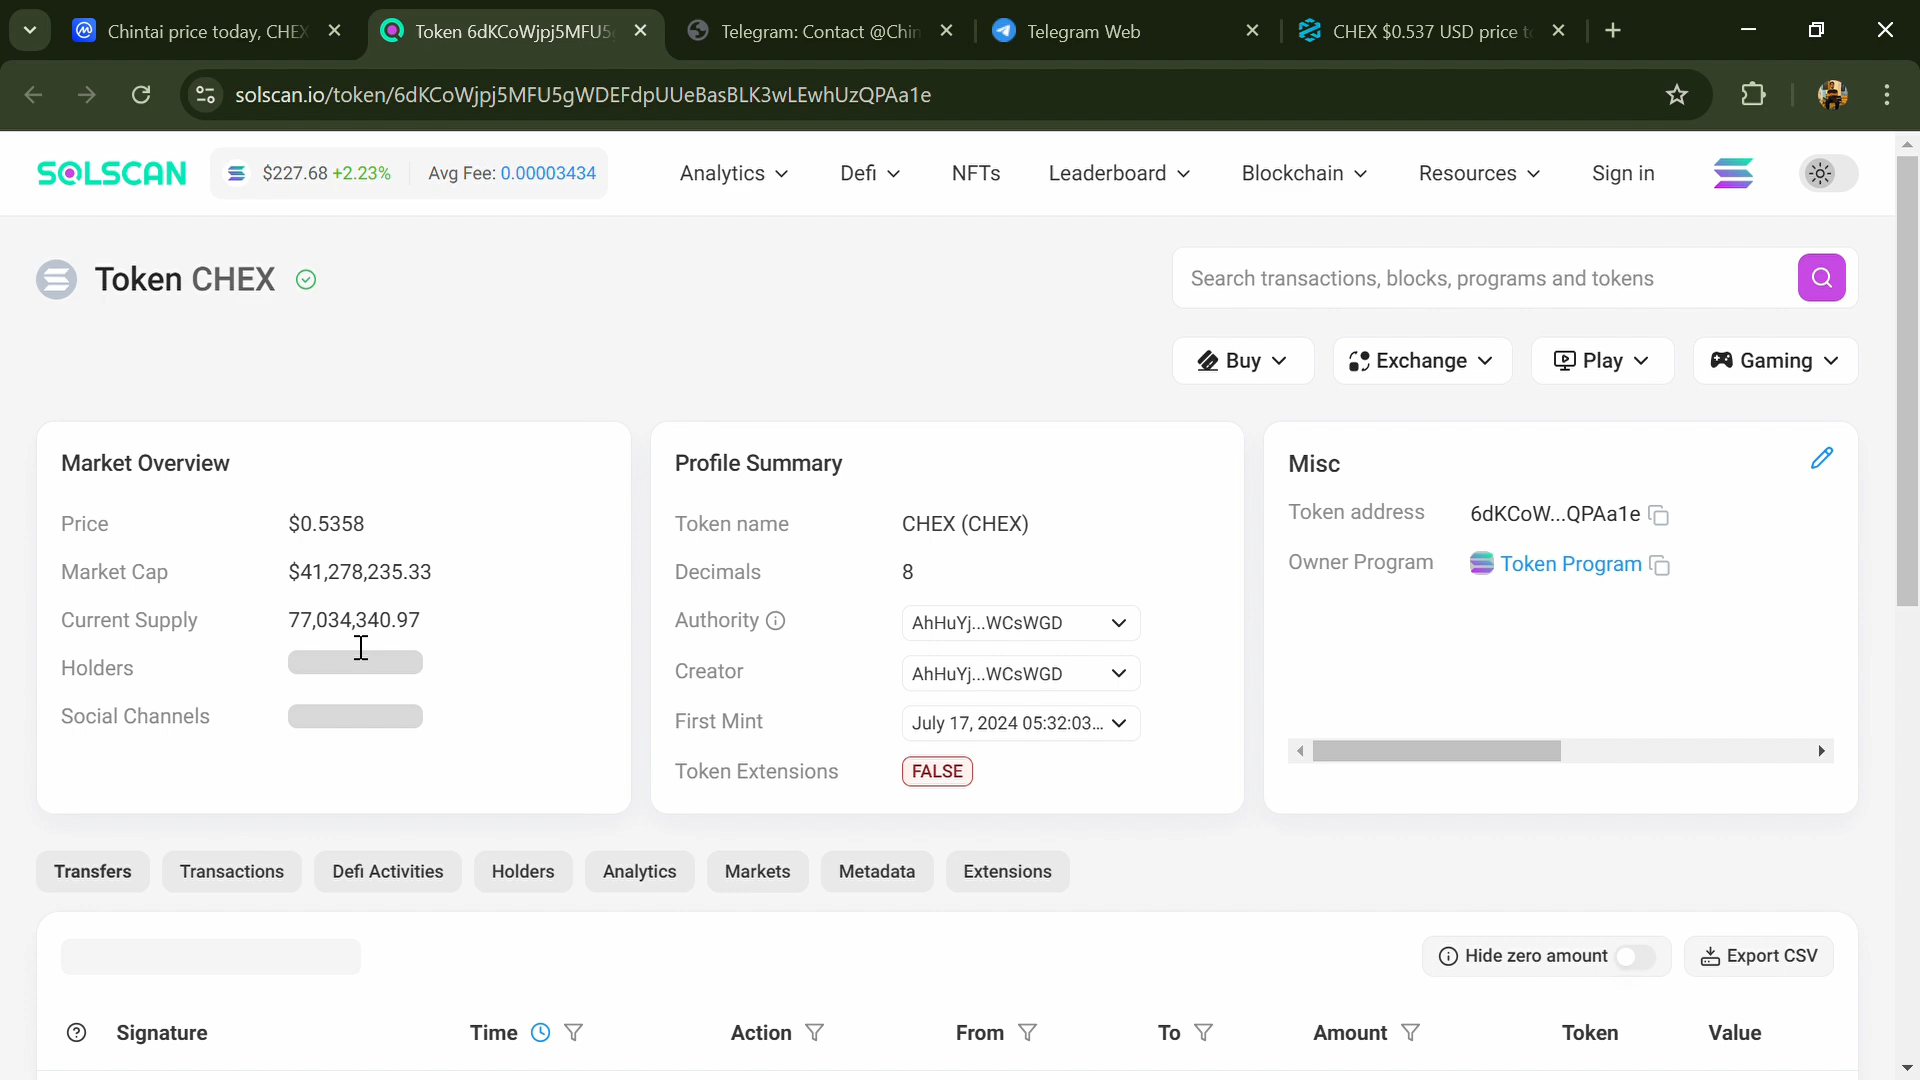 Chintai price today, CHEX
Token 6dKCoWjpj5MFU5
Telegram: Contact @Chin
Telegram Web
CHEX $0.537 USD price t
solscan.io/token/6dKCoWjpj5MFU5gWDEFdpUUeBasBLK3wLEwhUzQPAa1e
SOLSCAN
$227.68 +2.23%
Avg Fee: 0.00003434
Analytics
Defi
NFTs
Leaderboard
Blockchain
Resources
Sign in
Token CHEX
Search transactions, blocks, programs and tokens
Buy
Exchange
Play
Gaming
Market Overview
Price $0.5358
Market Cap $41,278,235.33
Current Supply 77,034,340.97
Holders
Social Channels
Profile Summary
Token name CHEX (CHEX)
Decimals 8
Authority AhHuYj...WCsWGD
Creator AhHuYj...WCsWGD
First Mint July 17, 2024 05:32:03...
Token Extensions FALSE
Misc
Token address 6dKCoW...QPAa1e
Owner Program Token Program
Transfers
Transactions
Defi Activities
Holders
Analytics
Markets
Metadata
Extensions
Hide zero amount
Export CSV
Signature
Time
Action
From
To
Amount
Token
Value